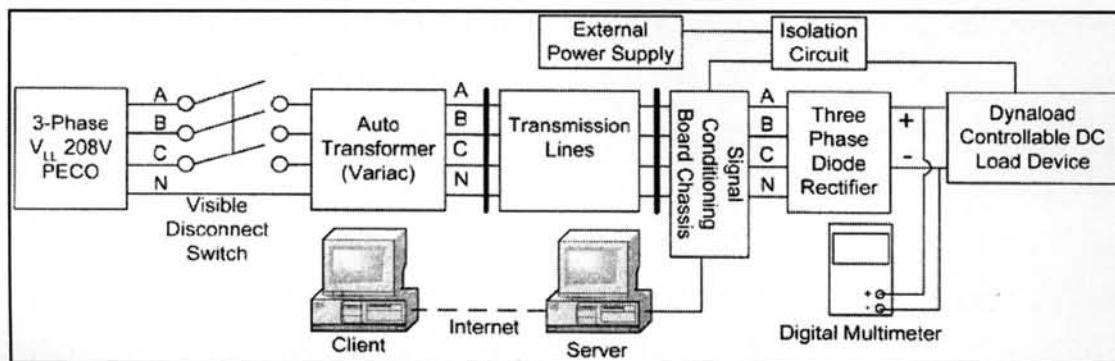 External
Power Supply
Isolation
Circuit
3-Phase
VLL 208V
PECO
A
B
C
N
Visible
Disconnect
Switch
Auto
Transformer
(Variac)
A
B
C
N
Transmission
Lines
Signal
Conditioning
Board Chassis
A
B
C
N
Three
Phase
Diode
Rectifier
+
-
Dynaload
Controllable DC
Load Device
+
-
Digital Multimeter
Internet
Client
Server